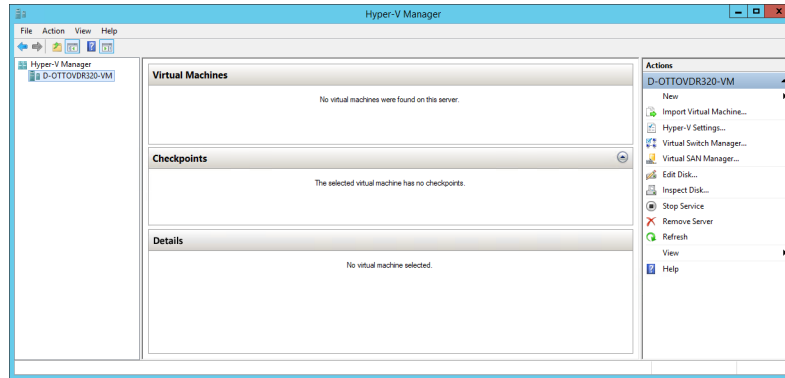 Hyper-V Manager
File Action View Help
Hyper-V Manager
D-OTTOVDR320-VM
Virtual Machines
No virtual machines were found on this server.
Checkpoints
The selected virtual machine has no checkpoints.
Details
No virtual machine selected.
Actions
D-OTTOVDR320-VM
New
Import Virtual Machine...
Hyper-V Settings...
Virtual Switch Manager...
Virtual SAN Manager...
Edit Disk...
Inspect Disk...
Stop Service
Remove Server
Refresh
View
Help